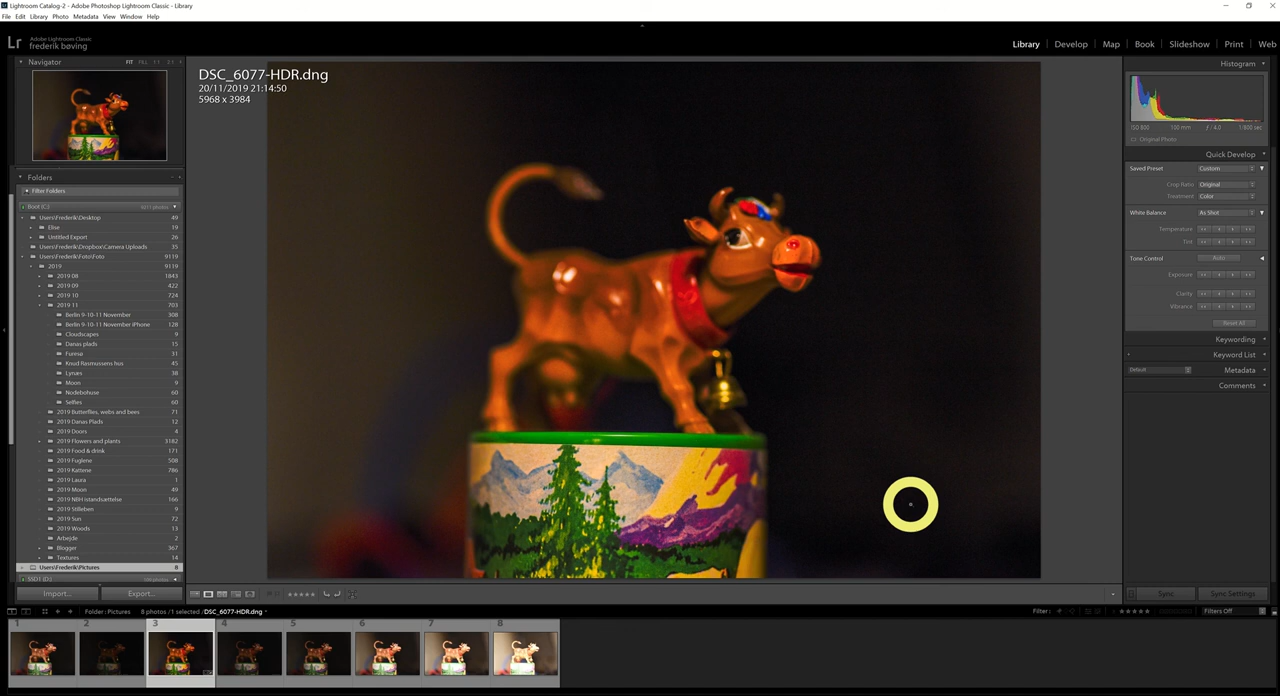 Lightroom Catalog-2 - Adobe Photoshop Lightroom Classic - Library
File Edit Library Photo Metadata View Window Help
Lr Adobe Lightroom Classic
frederik bøving
Library | Develop | Map | Book | Slideshow | Print | Web
Navigator FIT FILL 1:1 3:1
Folders
Filter Folders
Boot (C:)
Users\Frederik\Desktop 49
Elise 19
Untitled Export 26
Users\Frederik\Dropbox\Camera Uploads 35
Users\Frederik\Foto\Foto 9119
2019 9119
2019 08 1843
2019 09 422
2019 10 724
2019 11 703
Berlin 9-10-11 November 308
Berlin 9-10-11 November iPhone 128
Cloudscapes 9
Danas plads 15
Furesø 31
Knud Rasmussens hus 45
Lynæs 38
Moon 9
Nodebohuse 60
Selfies 60
2019 Butterflies, webs and bees 71
2019 Danas Plads 12
2019 Doors 4
2019 Flowers and plants 3182
2019 Food & drink 171
2019 Fuglene 508
2019 Kattene 786
2019 Laura 1
2019 Moon 49
2019 NBH istandsættelse 166
2019 Stilleben 9
2019 Sun 72
2019 Woods 13
Arbejde 2
Blogger 367
Textures 14
Users\Frederik\Pictures 8
SSD1 (D:)
Import... Export...
DSC_6077-HDR.dng
20/11/2019 21:14:50
5968 x 3984
Histogram
ISO 800 100 mm ƒ / 4.0 1/800 sec
Original Photo
Quick Develop
Saved Preset Custom
Crop Ratio Original
Treatment Color
White Balance As Shot
Temperature
Tint
Tone Control Auto
Exposure
Clarity
Vibrance
Reset All
Keywording
Keyword List
Default Metadata
Comments
Sync Sync Settings
Folder : Pictures 8 photos / 1 selected / DSC_6077-HDR.dng
Filter : Filters Off
1 2 3 4 5 6 7 8